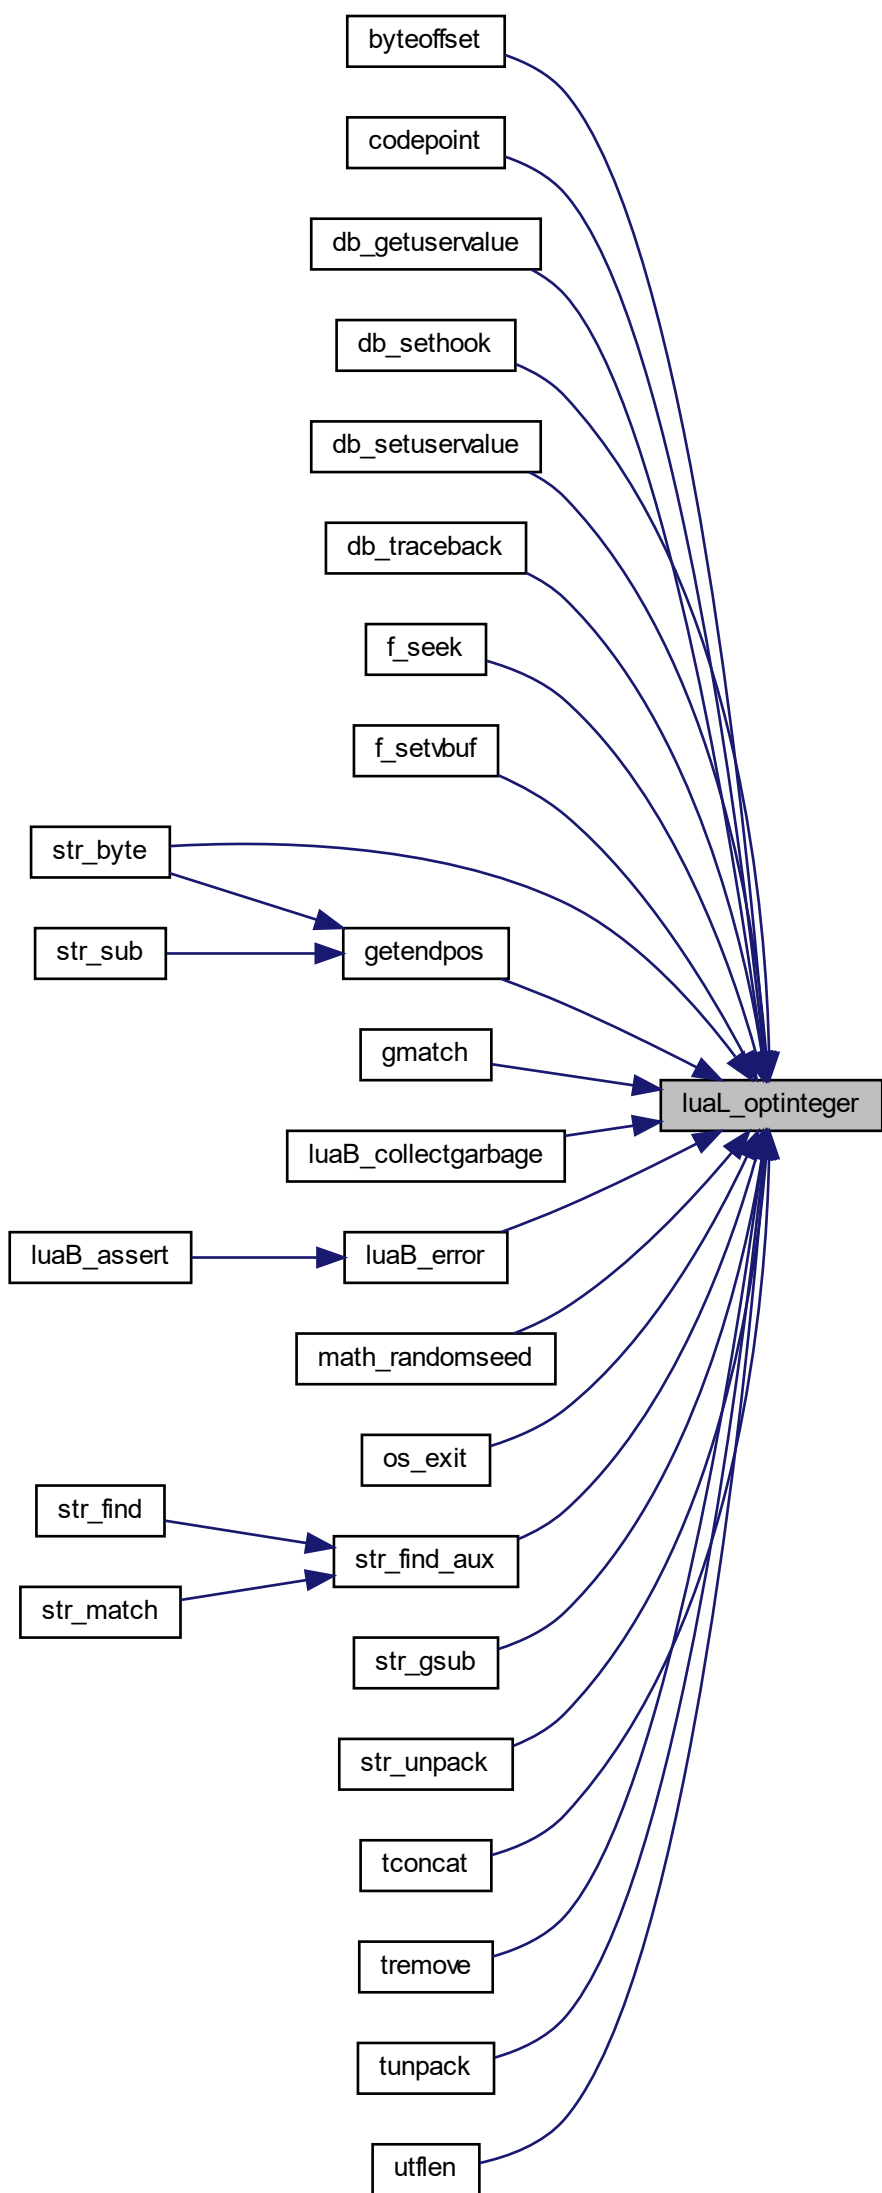 byteoffset
codepoint
db_getuservalue
db_sethook
db_setuservalue
db_traceback
f_seek
f_setvbuf
str_byte
str_sub
getendpos
gmatch
luaL_optinteger
luaB_collectgarbage
luaB_assert
luaB_error
math_randomseed
os_exit
str_find
str_find_aux
str_match
str_gsub
str_unpack
tconcat
tremove
tunpack
utflen